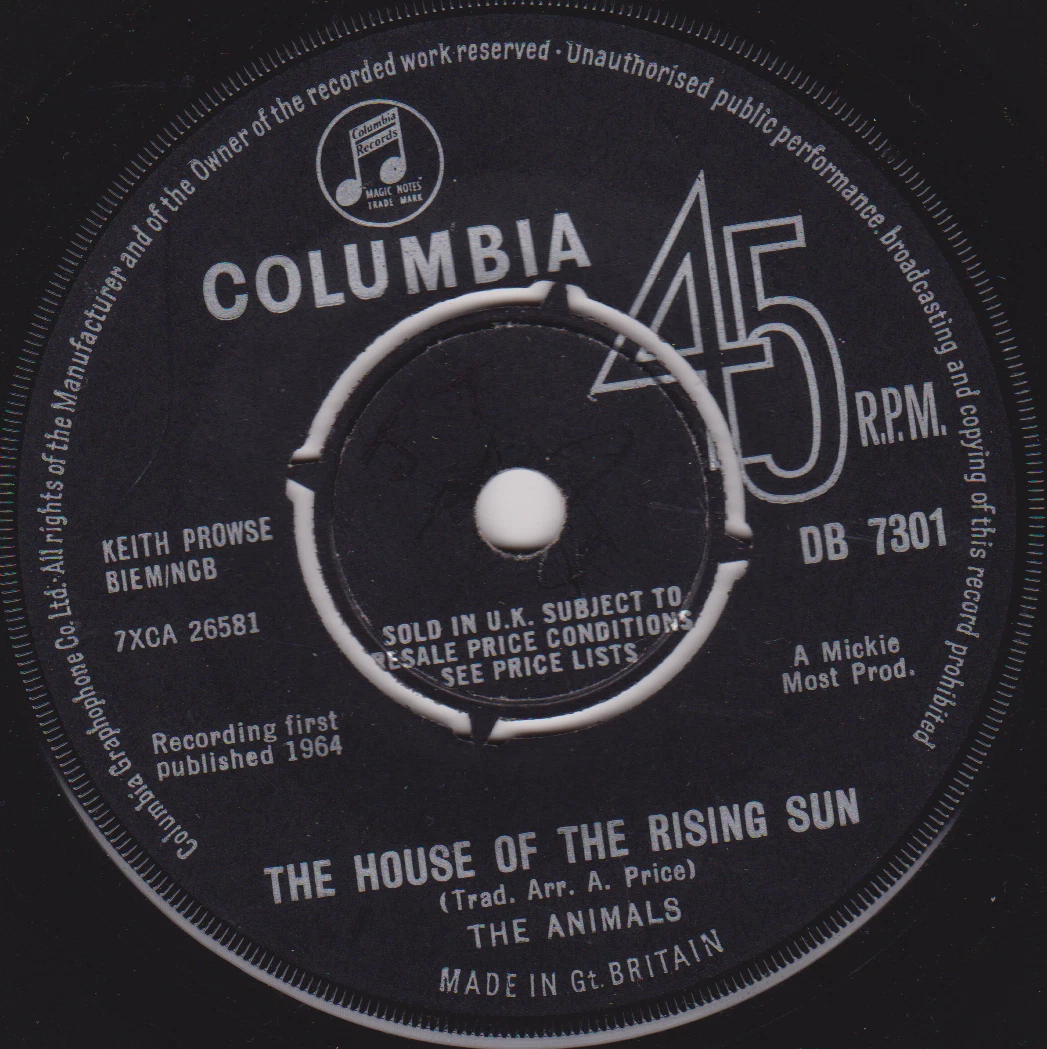 Columbia Graphophone Co. Ltd. · All rights of the Manufacturer and of the Owner of the recorded work reserved · Unauthorised public performance, broadcasting and copying of this record prohibited
Columbia
Records
MAGIC NOTES
TRADE MARK
COLUMBIA
45
R.P.M.
KEITH PROWSE
BIEM/NCB
7XCA 26581
DB 7301
SOLD IN U.K. SUBJECT TO
RESALE PRICE CONDITIONS
SEE PRICE LISTS
A Mickie
Most Prod.
Recording first
published 1964
THE HOUSE OF THE RISING SUN
(Trad. Arr. A. Price)
THE ANIMALS
MADE IN Gt. BRITAIN